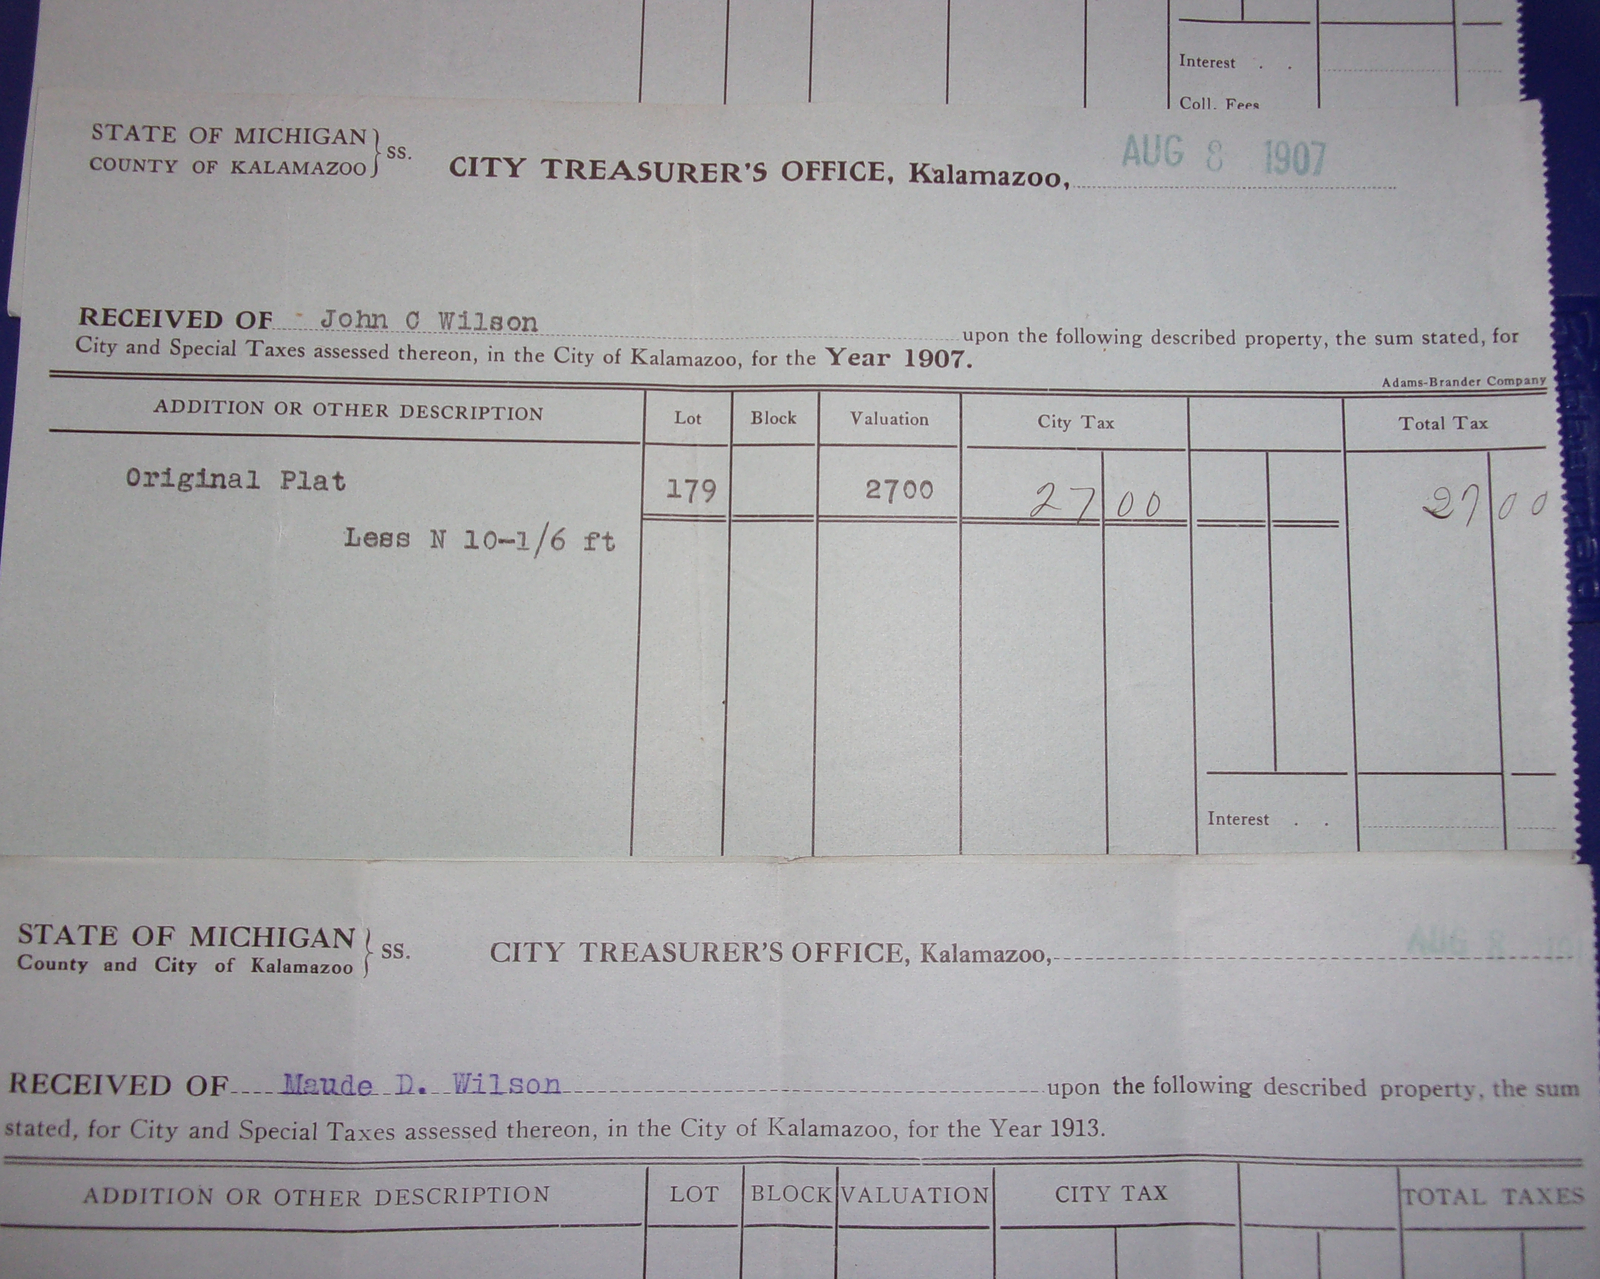 Interest . .
Coll. Fees
STATE OF MICHIGAN
COUNTY OF KALAMAZOO } ss.
CITY TREASURER'S OFFICE, Kalamazoo, AUG 8 1907
RECEIVED OF John C Wilson upon the following described property, the sum stated, for
City and Special Taxes assessed thereon, in the City of Kalamazoo, for the Year 1907.
Adams-Brander Company
ADDITION OR OTHER DESCRIPTION Lot Block Valuation City Tax Total Tax
Original Plat 179 2700 27 00 27 00
Less N 10-1/6 ft
Interest . .
STATE OF MICHIGAN
County and City of Kalamazoo } SS.
CITY TREASURER'S OFFICE, Kalamazoo, AUG 8
RECEIVED OF Maude D. Wilson upon the following described property, the sum
stated, for City and Special Taxes assessed thereon, in the City of Kalamazoo, for the Year 1913.
ADDITION OR OTHER DESCRIPTION LOT BLOCK VALUATION CITY TAX TOTAL TAXES